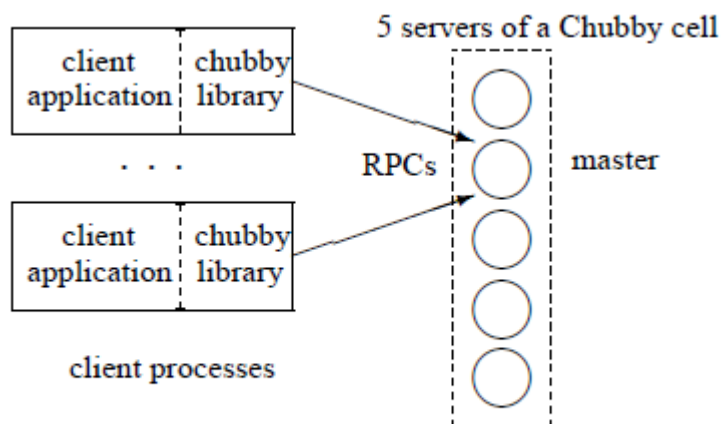 5 servers of a Chubby cell
client
application
chubby
library
. . .
RPCs
master
client
application
chubby
library
client processes